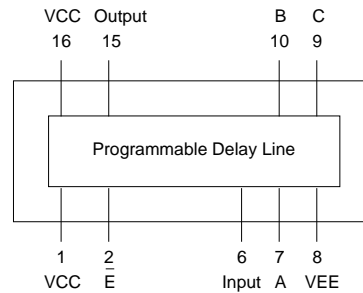 VCC Output B C
16 15 10 9
Programmable Delay Line
1 2 6 7 8
VCC E̅ Input A VEE